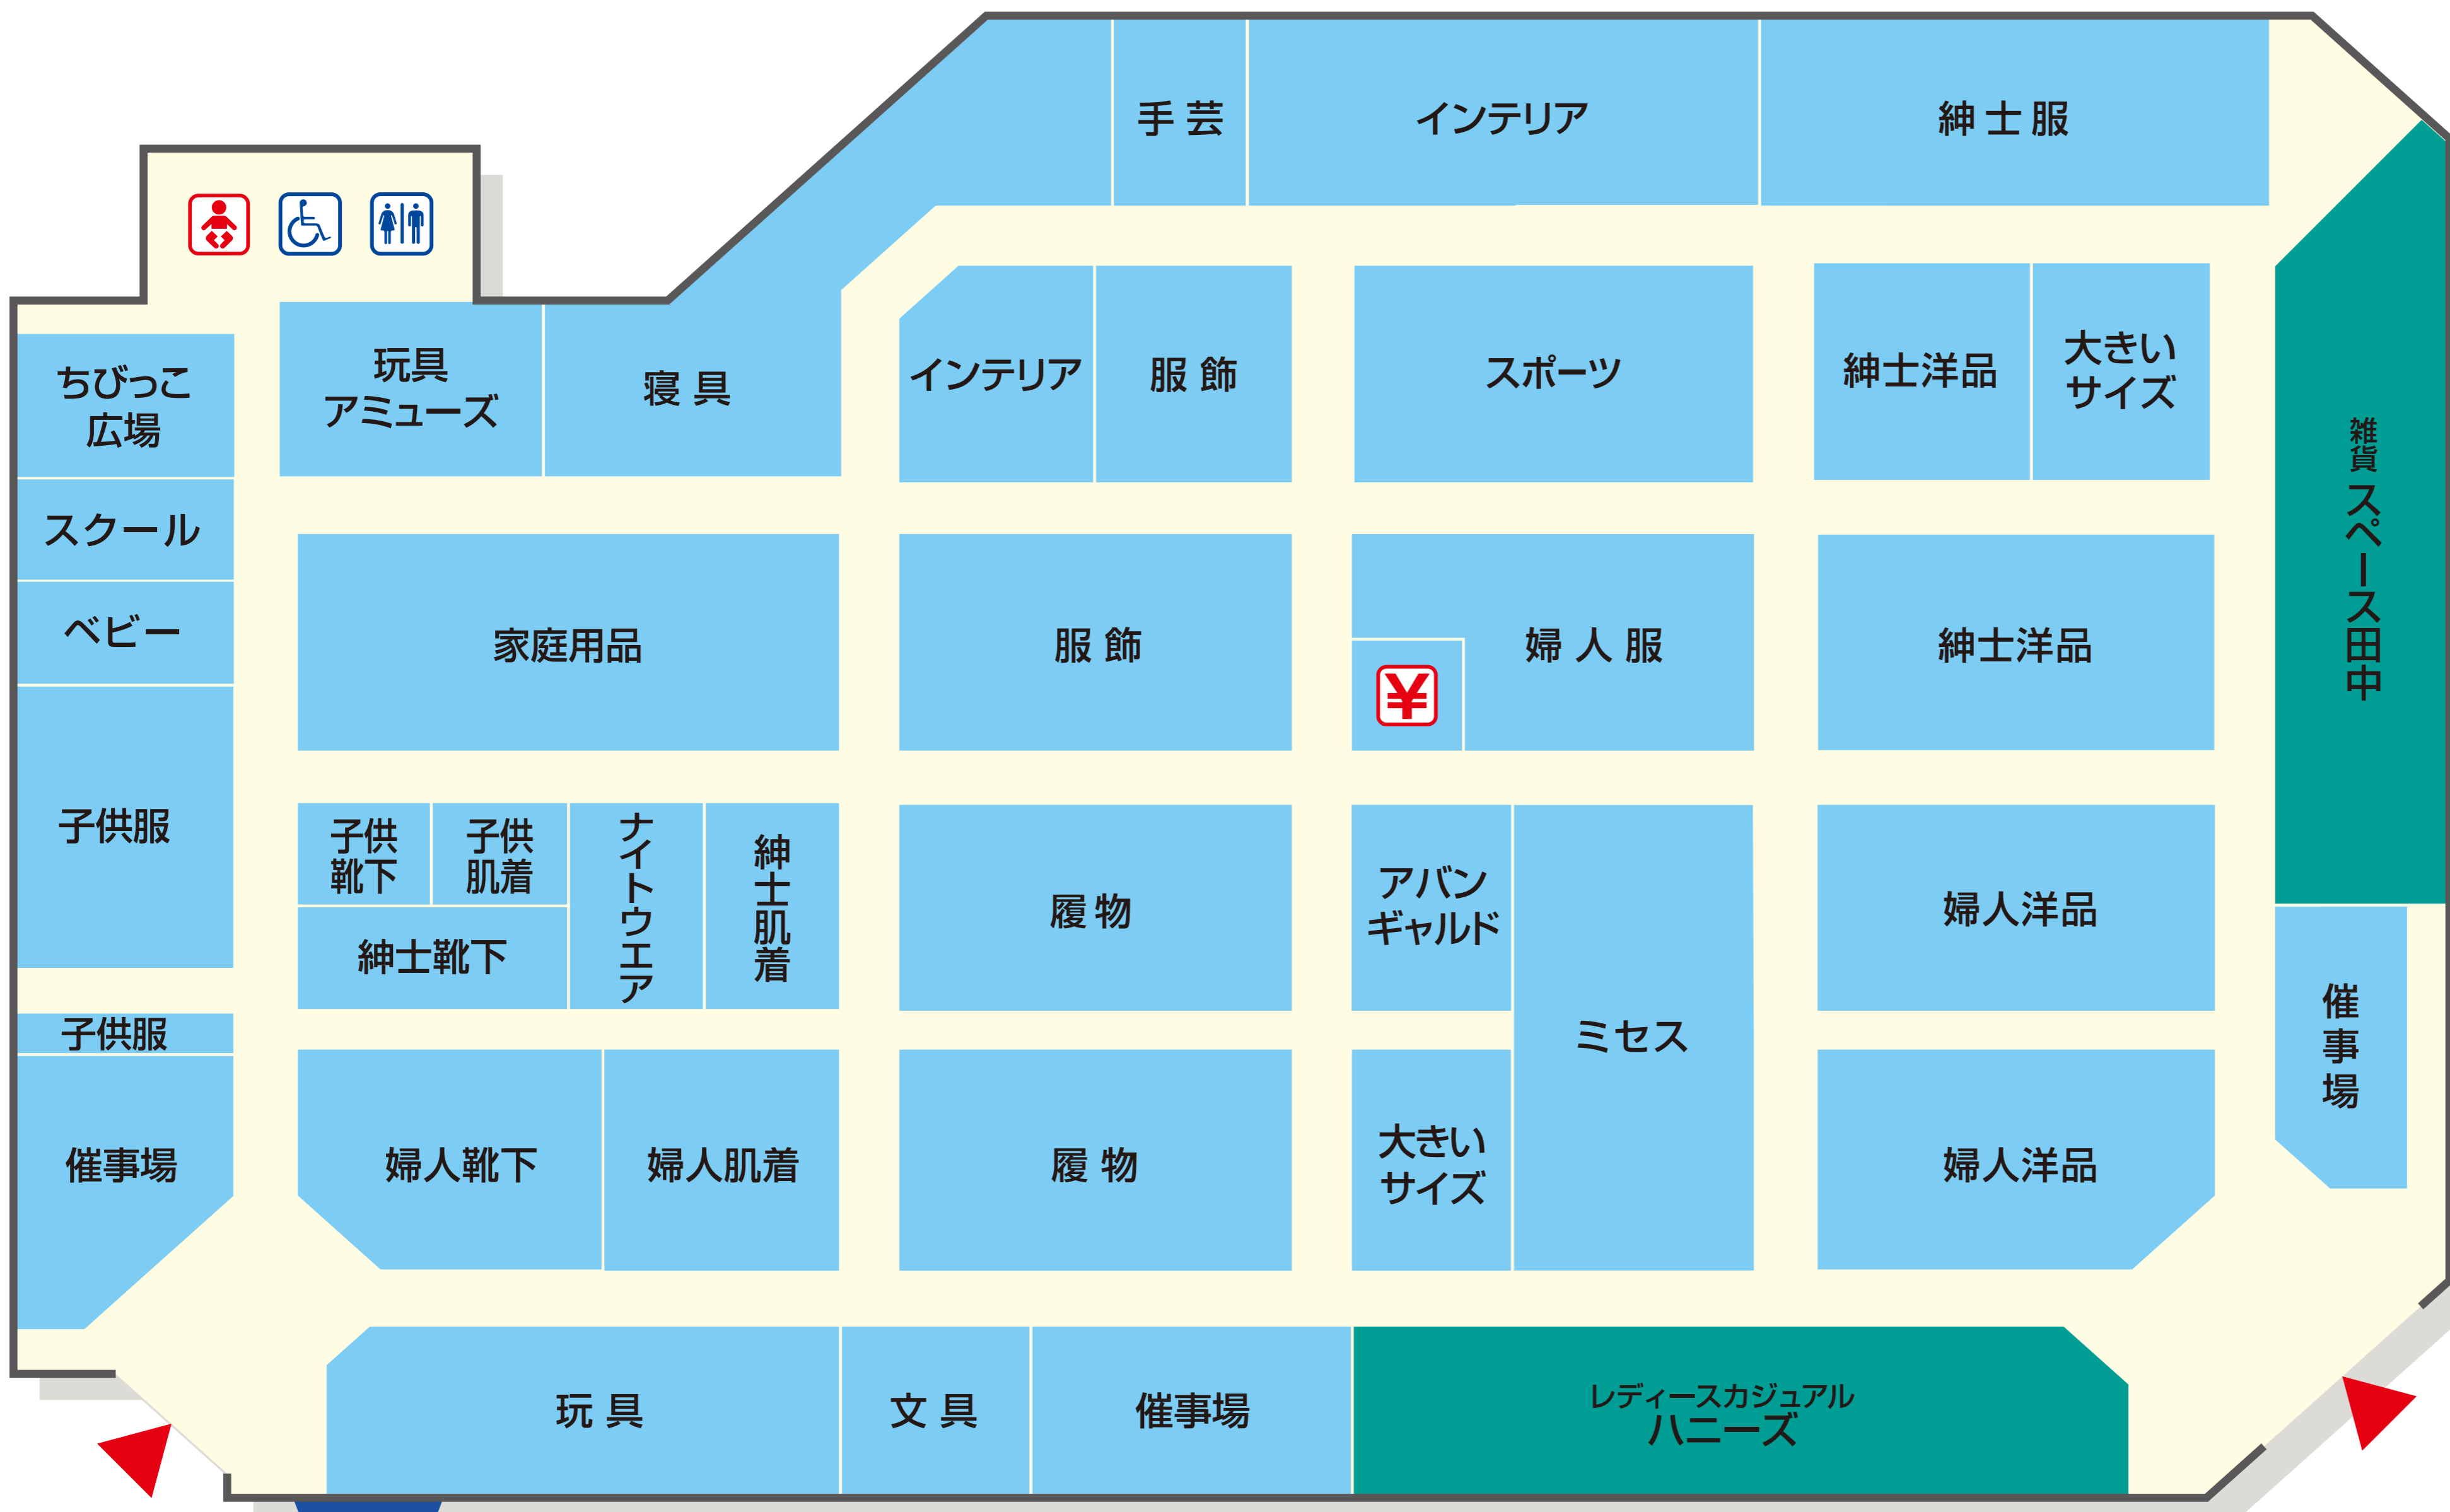 手芸
インテリア
紳士服
ちびっこ
広場
玩具
アミューズ
寝具
インテリア
服飾
スポーツ
紳士洋品
大きい
サイズ
雑貨 スペース田中
スクール
ベビー
家庭用品
服飾
婦人服
¥
紳士洋品
子供服
子供
靴下
子供
肌着
ナイトウエア
紳士肌着
紳士靴下
履物
アバン
ギャルド
婦人洋品
子供服
ミセス
催事場
催事場
婦人靴下
婦人肌着
履物
大きい
サイズ
婦人洋品
玩具
文具
催事場
レディースカジュアル
ハニーズ